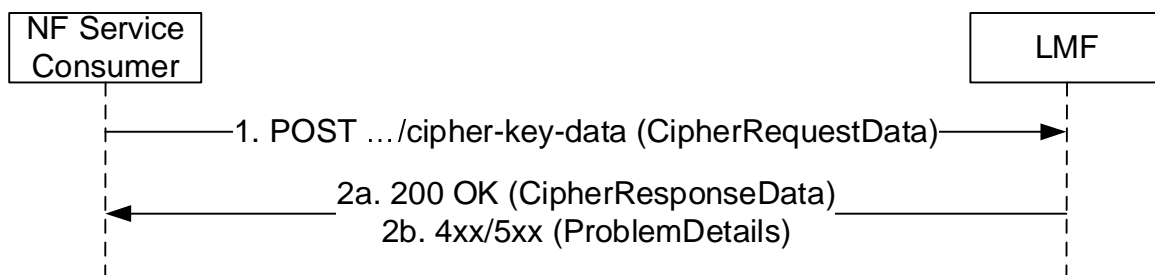 NF Service
Consumer
LMF
1. POST …/cipher-key-data (CipherRequestData)
2a. 200 OK (CipherResponseData)
2b. 4xx/5xx (ProblemDetails)